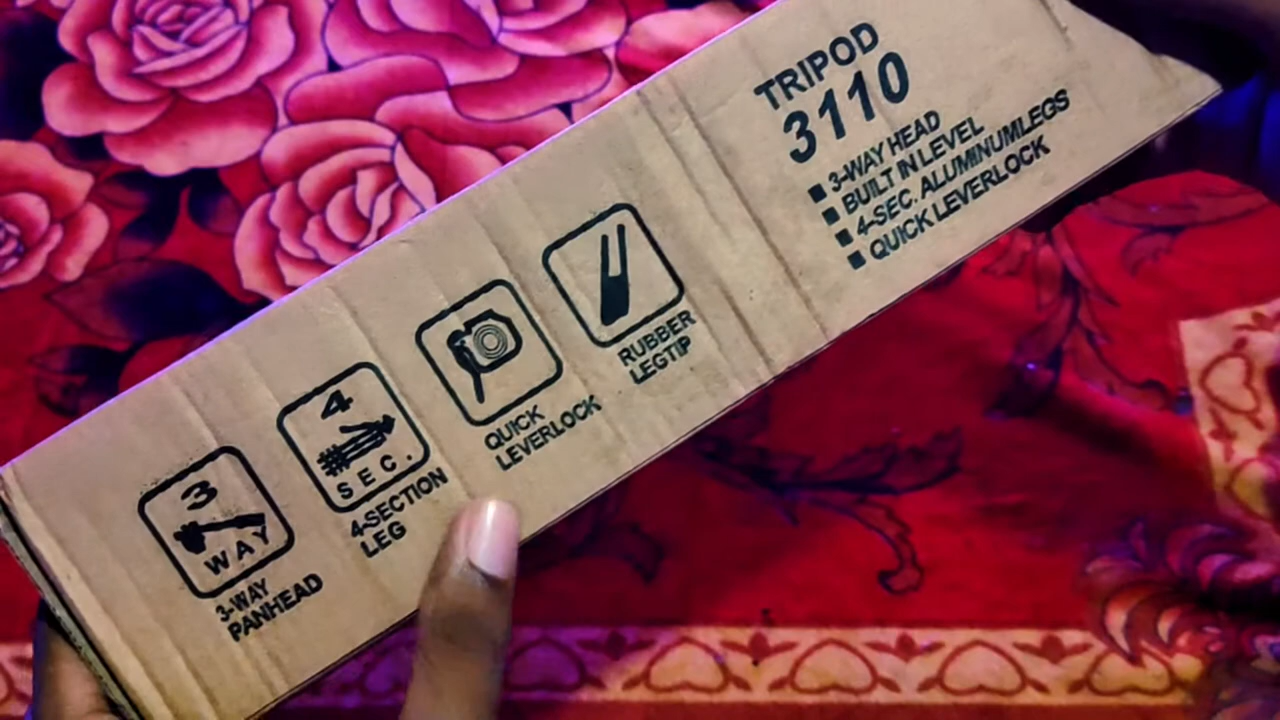 TRIPOD
3110
■ 3-WAY HEAD
■ BUILT IN LEVEL
■ 4-SEC. ALUMINUMLEGS
■ QUICK LEVERLOCK
3
WAY
3-WAY
PANHEAD
4
SEC.
4-SECTION
LEG
QUICK
LEVERLOCK
RUBBER
LEGTIP